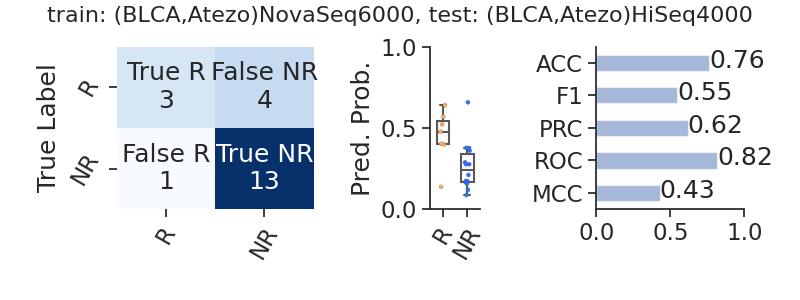 train: (BLCA,Atezo)NovaSeq6000, test: (BLCA,Atezo)HiSeq4000
True Label
R
NR
True R
3
False NR
4
False R
1
True NR
13
R
NR
Pred. Prob.
1.0
0.5
0.0
R
NR
ACC
F1
PRC
ROC
MCC
0.76
0.55
0.62
0.82
0.43
0.0
0.5
1.0